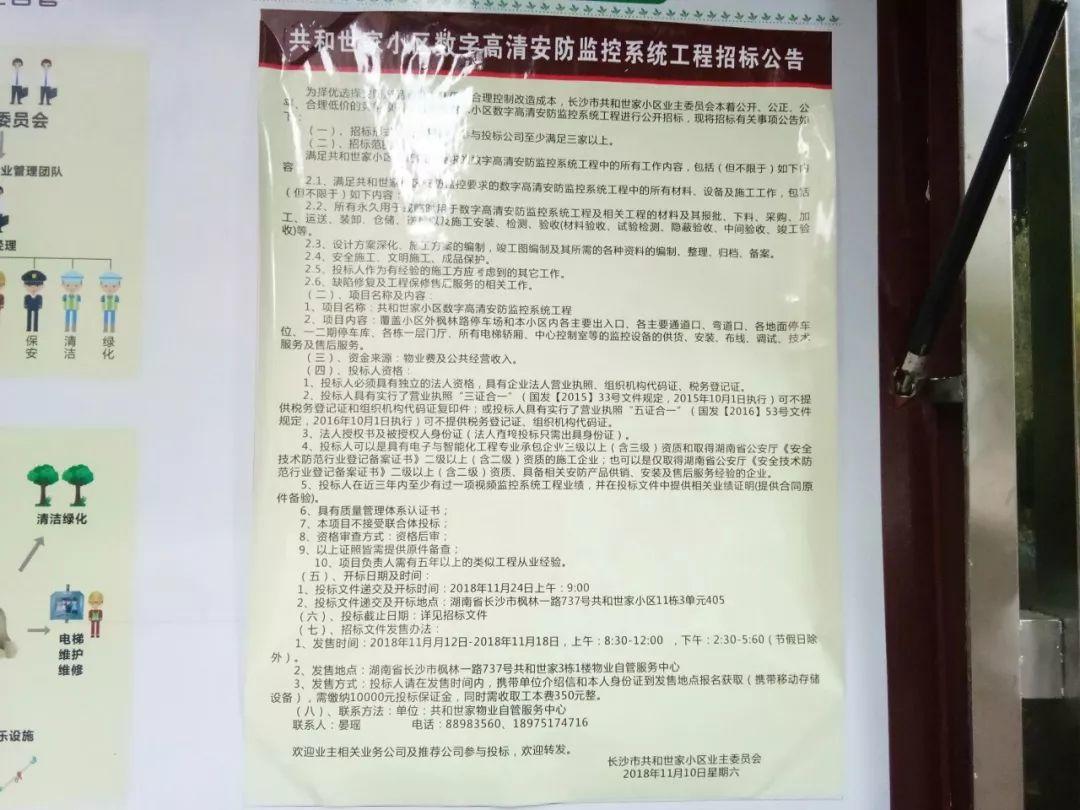 共和世家小区数字高清安防监控系统工程招标公告
为择优选择 合理控制改造成本，长沙市共和世家小区业主委员会本着公开、公正、公
、合理低价的 小区数字高清安防监控系统工程进行公开招标，现将招标有关事项公告如
下：
（一）、招标 参与投标公司至少满足三家以上。
（二）、招标范
满足共和世家小区 数字高清安防监控系统工程中的所有工作内容，包括（但不限于）如下内
容：
2.1、满足共和世家 防监控要求的数字高清安防监控系统工程中的所有材料、设备及施工工作，包括
（但不限于）如下内容：
2.2、所有永久用于或临时用于数字高清安防监控系统工程及相关工程的材料及其报批、下料、采购、加
工、运送、装卸、仓储、 以及施工安装、检测、验收(材料验收、试验检测、隐蔽验收、中间验收、竣工验
收)等。
2.3、设计方案深化、施工方案的编制，竣工图编制及其所需的各种资料的编制、整理、归档、备案。
2.4、安全施工、文明施工、成品保护。
2.5、投标人作为有经验的施工方应考虑到的其它工作。
2.6、缺陷修复及工程保修售后服务的相关工作。
（二）、项目名称及内容：
1、项目名称：共和世家小区数字高清安防监控系统工程
2、项目内容：覆盖小区外枫林路停车场和本小区内各主要出入口、各主要通道口、弯道口、各地面停车
位、一二期停车库、各栋一层门厅、所有电梯轿厢、中心控制室等的监控设备的供货、安装、布线、调试、技术
服务及售后服务。
（三）、资金来源：物业费及公共经营收入。
（四）、投标人资格：
1、投标人必须具有独立的法人资格，具有企业法人营业执照、组织机构代码证、税务登记证。
2、投标人具有实行了营业执照“三证合一”（国发【2015】33号文件规定，2015年10月1日执行）可不提
供税务登记证和组织机构代码证复印件；或投标人具有实行了营业执照“五证合一”（国发【2016】53号文件
规定，2016年10月1日执行）可不提供税务登记证、组织机构代码证。
3、法人授权书及被授权人身份证（法人直接投标只需出具身份证）。
4、投标人可以是具有电子与智能化工程专业承包企业三级以上（含三级）资质和取得湖南省公安厅《安全
技术防范行业登记备案证书》二级以上（含二级）资质的施工企业；也可以是仅取得湖南省公安厅《安全技术防
范行业登记备案证书》二级以上（含二级）资质、具备相关安防产品供销、安装及售后服务经验的企业。
5、投标人在近三年内至少有过一项视频监控系统工程业绩，并在投标文件中提供相关业绩证明(提供合同原
件备验)。
6、具有质量管理体系认证书；
7、本项目不接受联合体投标；
8、资格审查方式：资格后审；
9、以上证照皆需提供原件备查；
10、项目负责人需有五年以上的类似工程从业经验。
（五）、开标日期及时间：
1、投标文件递交及开标时间：2018年11月24日上午：9:00
2、投标文件递交及开标地点：湖南省长沙市枫林一路737号共和世家小区11栋3单元405
（六）、投标截止日期：详见招标文件
（七）、招标文件发售办法：
1、发售时间：2018年11月月12日-2018年11月18日，上午：8:30-12:00 ，下午：2:30-5:60（节假日除
外）。
2、发售地点：湖南省长沙市枫林一路737号共和世家3栋1楼物业自管服务中心
3、发售方式：投标人请在发售时间内，携带单位介绍信和本人身份证到发售地点报名获取（携带移动存储
设备），需缴纳10000元投标保证金，同时需收取工本费350元整。
（八）、联系方法：单位：共和世家物业自管服务中心
联系人：晏瑶 电话：88983560、18975174716
欢迎业主相关业务公司及推荐公司参与投标，欢迎转发。
长沙市共和世家小区业主委员会
2018年11月10日星期六
委员会
业管理团队
经理
保安
清洁
绿化
清洁绿化
电梯
维护
维修
乐设施